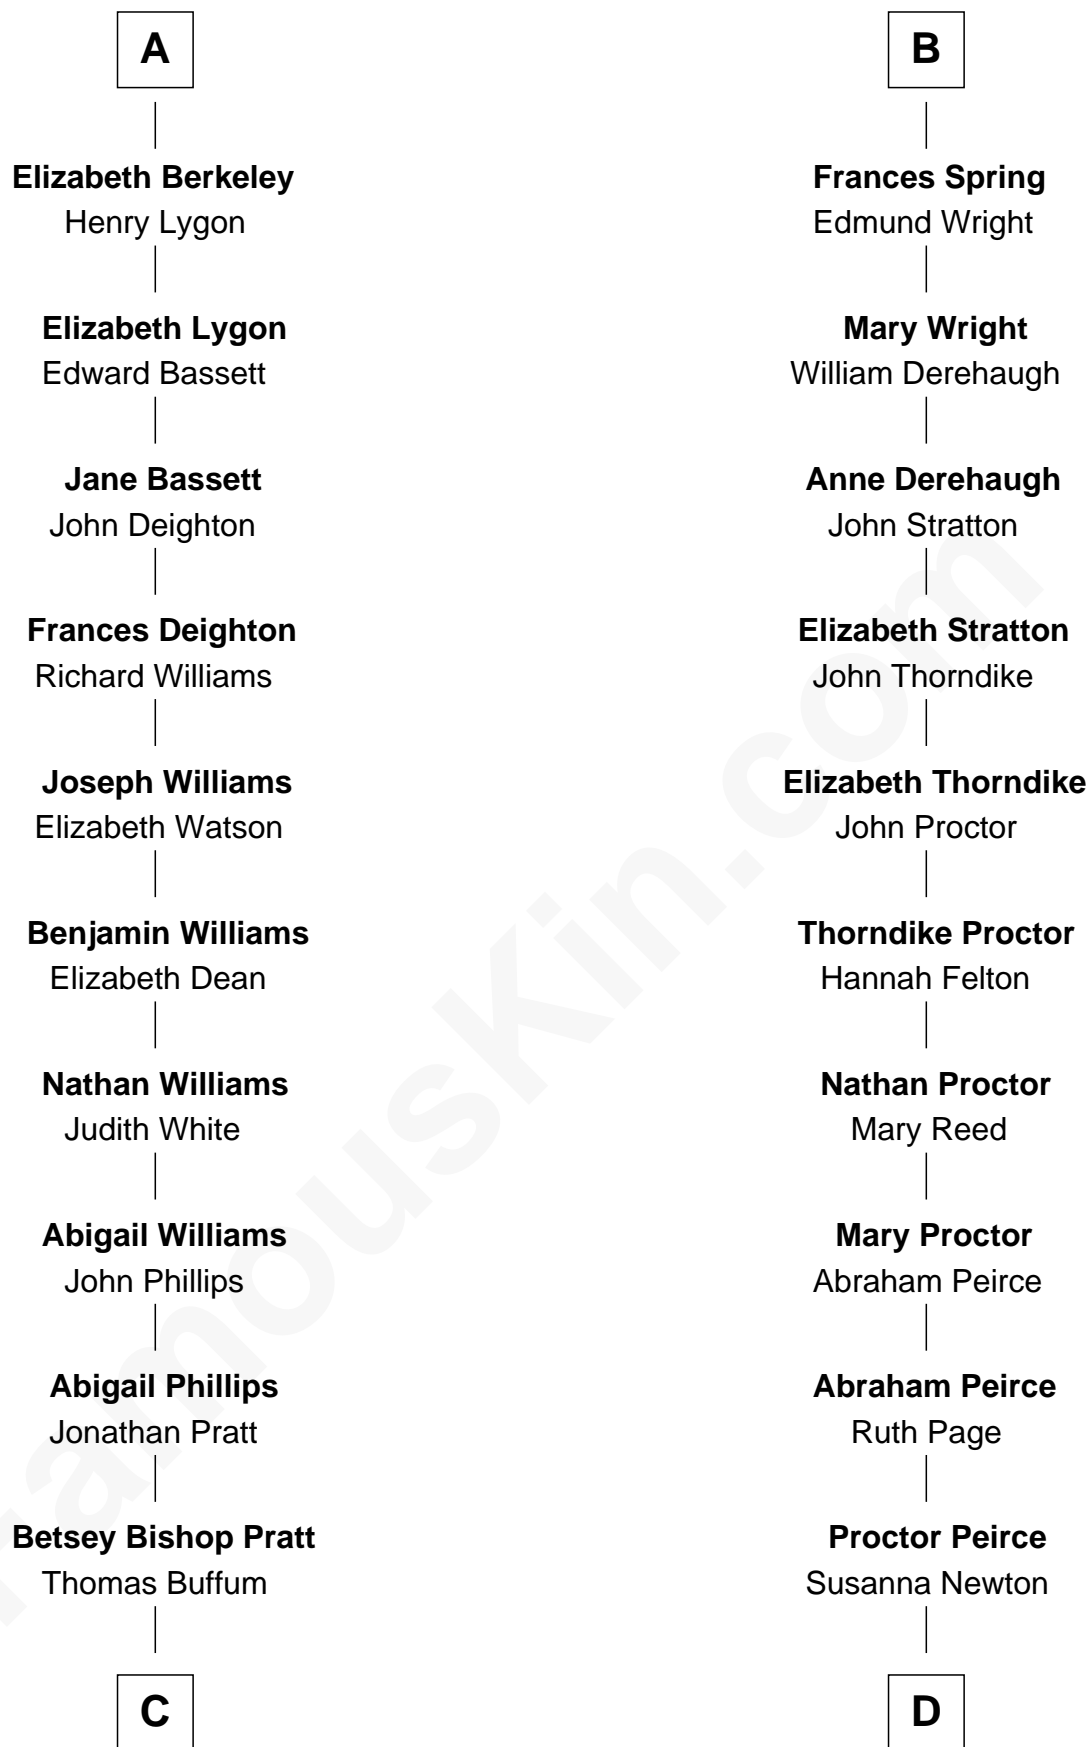 A
Elizabeth Berkeley
Henry Lygon
Elizabeth Lygon
Edward Bassett
Jane Bassett
John Deighton
Frances Deighton
Richard Williams
Joseph Williams
Elizabeth Watson
Benjamin Williams
Elizabeth Dean
Nathan Williams
Judith White
Abigail Williams
John Phillips
Abigail Phillips
Jonathan Pratt
Betsey Bishop Pratt
Thomas Buffum
C
B
Frances Spring
Edmund Wright
Mary Wright
William Derehaugh
Anne Derehaugh
John Stratton
Elizabeth Stratton
John Thorndike
Elizabeth Thorndike
John Proctor
Thorndike Proctor
Hannah Felton
Nathan Proctor
Mary Reed
Mary Proctor
Abraham Peirce
Abraham Peirce
Ruth Page
Proctor Peirce
Susanna Newton
D
FamousKin.com